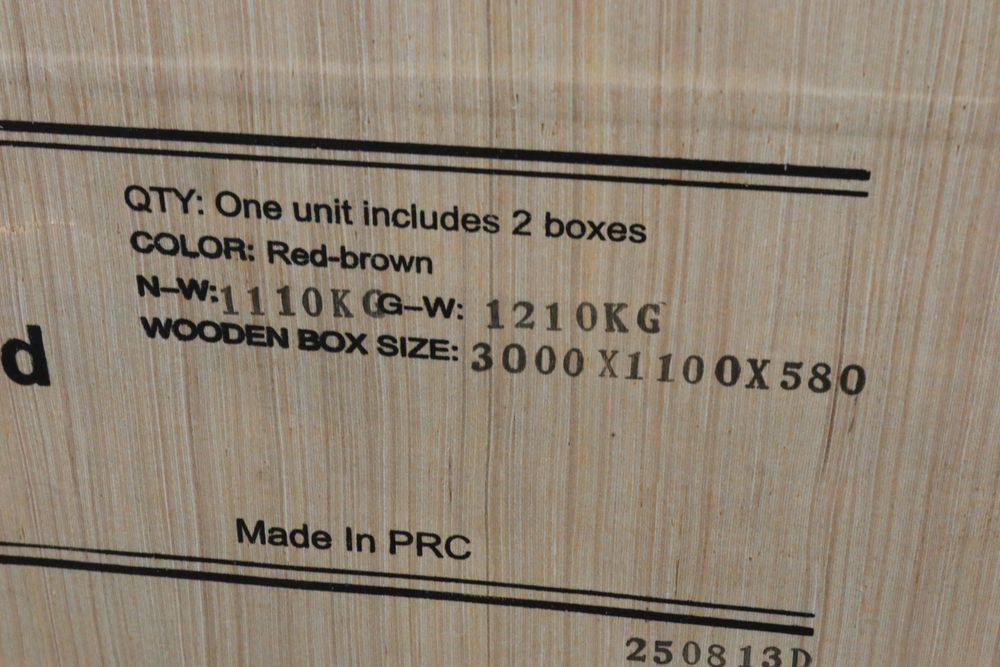 QTY: One unit includes 2 boxes
COLOR: Red-brown
N-W:1110KG G-W: 1210KG
WOODEN BOX SIZE: 3000X1100X580
d
Made In PRC
250813D